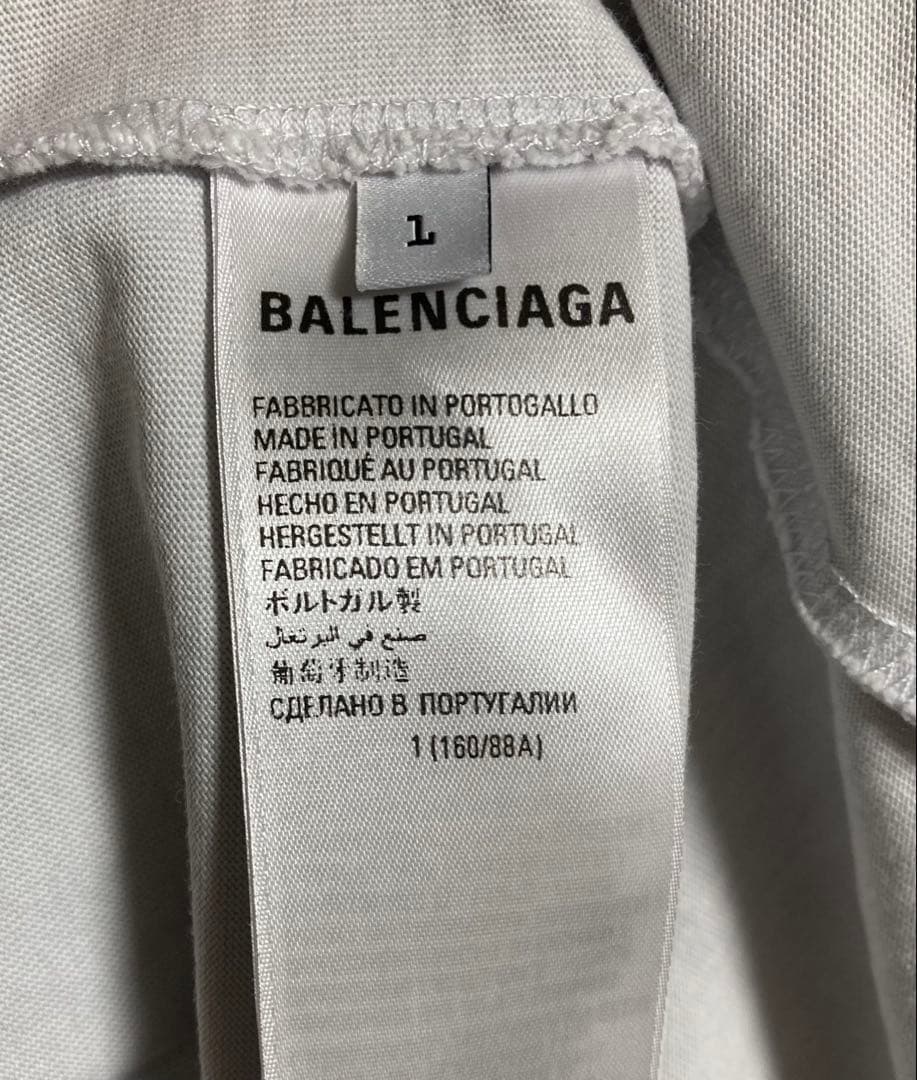 1
BALENCIAGA
FABBRICATO IN PORTOGALLO
MADE IN PORTUGAL
FABRIQUÉ AU PORTUGAL
HECHO EN PORTUGAL
HERGESTELLT IN PORTUGAL
FABRICADO EM PORTUGAL
ポルトガル製
صنع في البرتغال
葡萄牙制造
СДЕЛАНО В ПОРТУГАЛИИ
1 (160/88A)